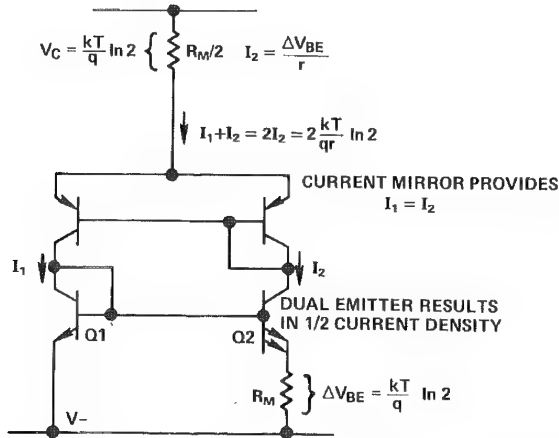 V_C = kT/q ln 2 { R_M/2 I_2 = ΔV_BE/r
I_1+I_2 = 2I_2 = 2 kT/qr ln 2
CURRENT MIRROR PROVIDES
I_1 = I_2
I_1
I_2
DUAL EMITTER RESULTS
IN 1/2 CURRENT DENSITY
Q1
Q2
R_M } ΔV_BE = kT/q ln 2
V−